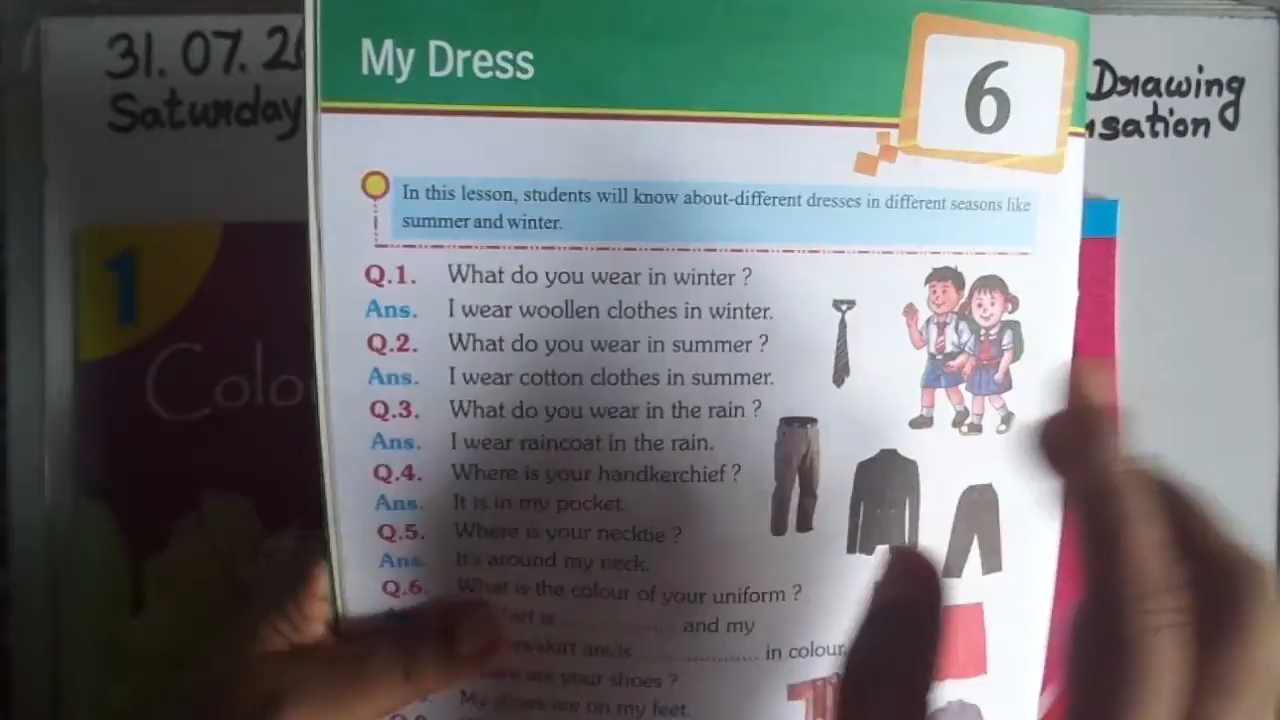 31. 07. 2
Saturday
Drawing
My Dress
6
1
In this lesson, students will know about-different dresses in different seasons like
summer and winter.
Q.1. What do you wear in winter ?
Ans. I wear woollen clothes in winter.
Q.2. What do you wear in summer ?
Ans. I wear cotton clothes in summer.
Q.3. What do you wear in the rain ?
Ans. I wear raincoat in the rain.
Q.4. Where is your handkerchief ?
Ans. It is in my pocket.
Q.5. Where is your necktie ?
Ans. It's around my neck.
Q.6. What is the colour of your uniform ?
is .................. and my
are/is .................. in colour.
are your shoes ?
My shoes are on my feet.